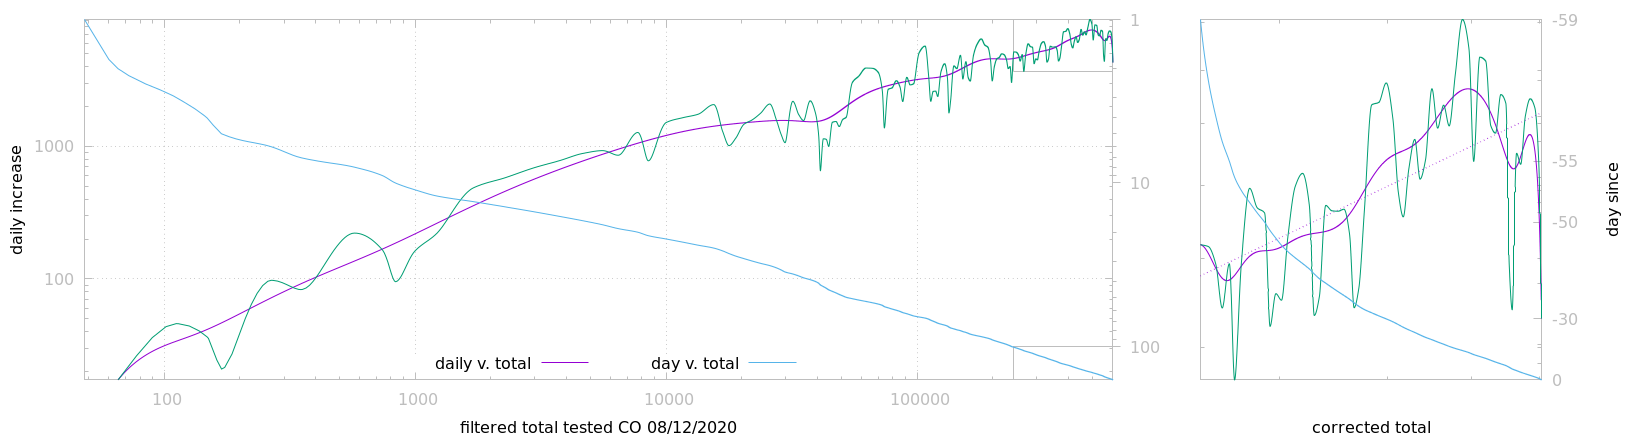 1 -59
daily increase
1000
-55
10
-50
day since
100
-30
daily v. total day v. total
100
0
100 1000 10000 100000
filtered total tested CO 08/12/2020 corrected total